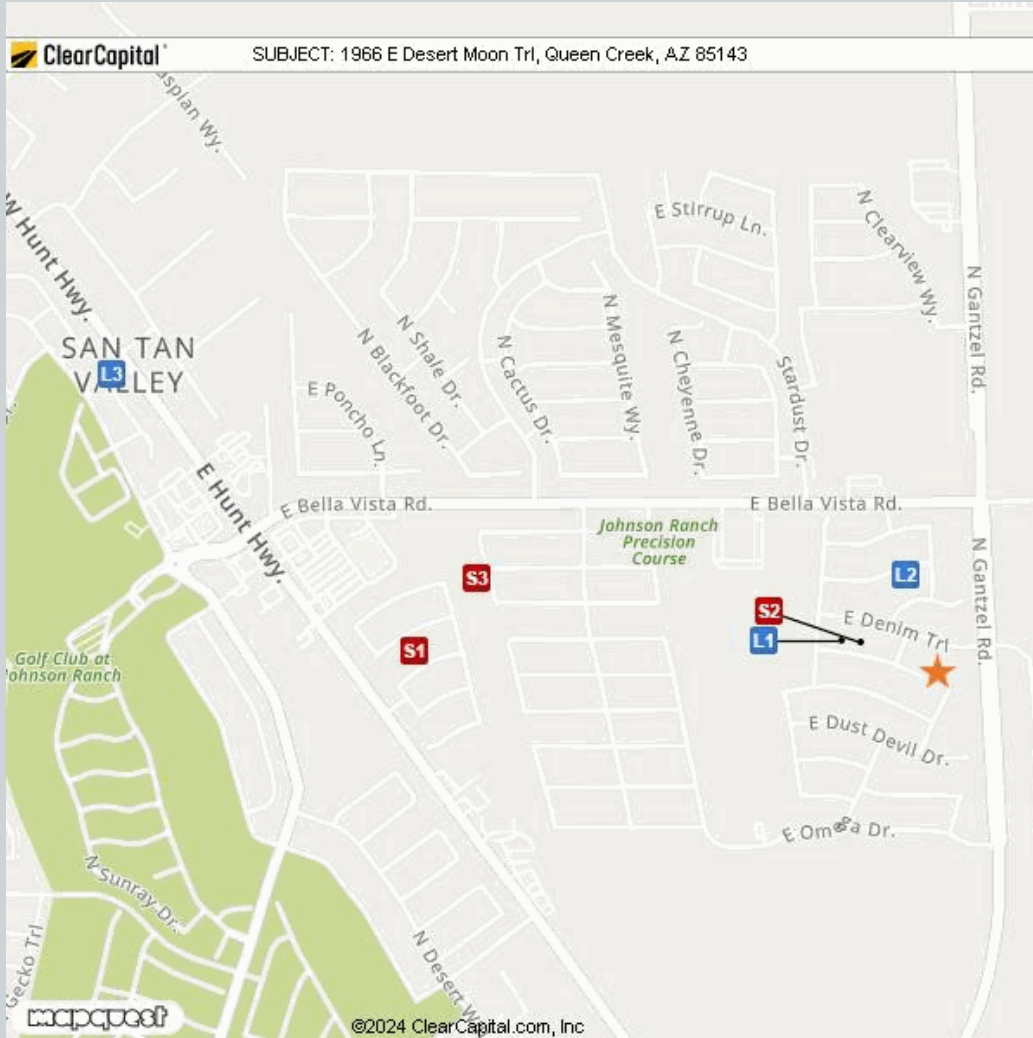 ClearCapital
SUBJECT: 1966 E Desert Moon Trl, Queen Creek, AZ 85143
W Hunt Hwy.
E Stirrup Ln.
N Clearview Wy.
N Gantzel Rd.
SAN TAN
VALLEY
L3
N Shale Dr.
N Blackfoot Dr.
E Poncho Ln.
N Cactus Dr.
N Mesquite Wy.
N Cheyenne Dr.
Stardust Dr.
E Hunt Hwy.
E Bella Vista Rd.
E Bella Vista Rd.
Johnson Ranch
Precision
Course
N Gantzel Rd.
L2
S3
S2
L1
E Denim Trl
S1
Golf Club at
Johnson Ranch
E Dust Devil Dr.
E Omega Dr.
N Sunray Dr.
Gecko Trl
N Desert
mapquest
©2024 ClearCapital.com, Inc